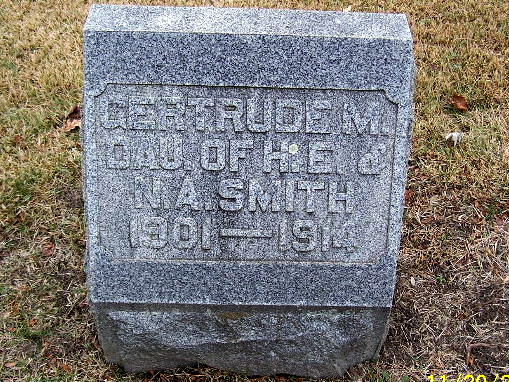 GERTRUDE M.
DAU. OF H. E. &
N. A. SMITH
1901—1914